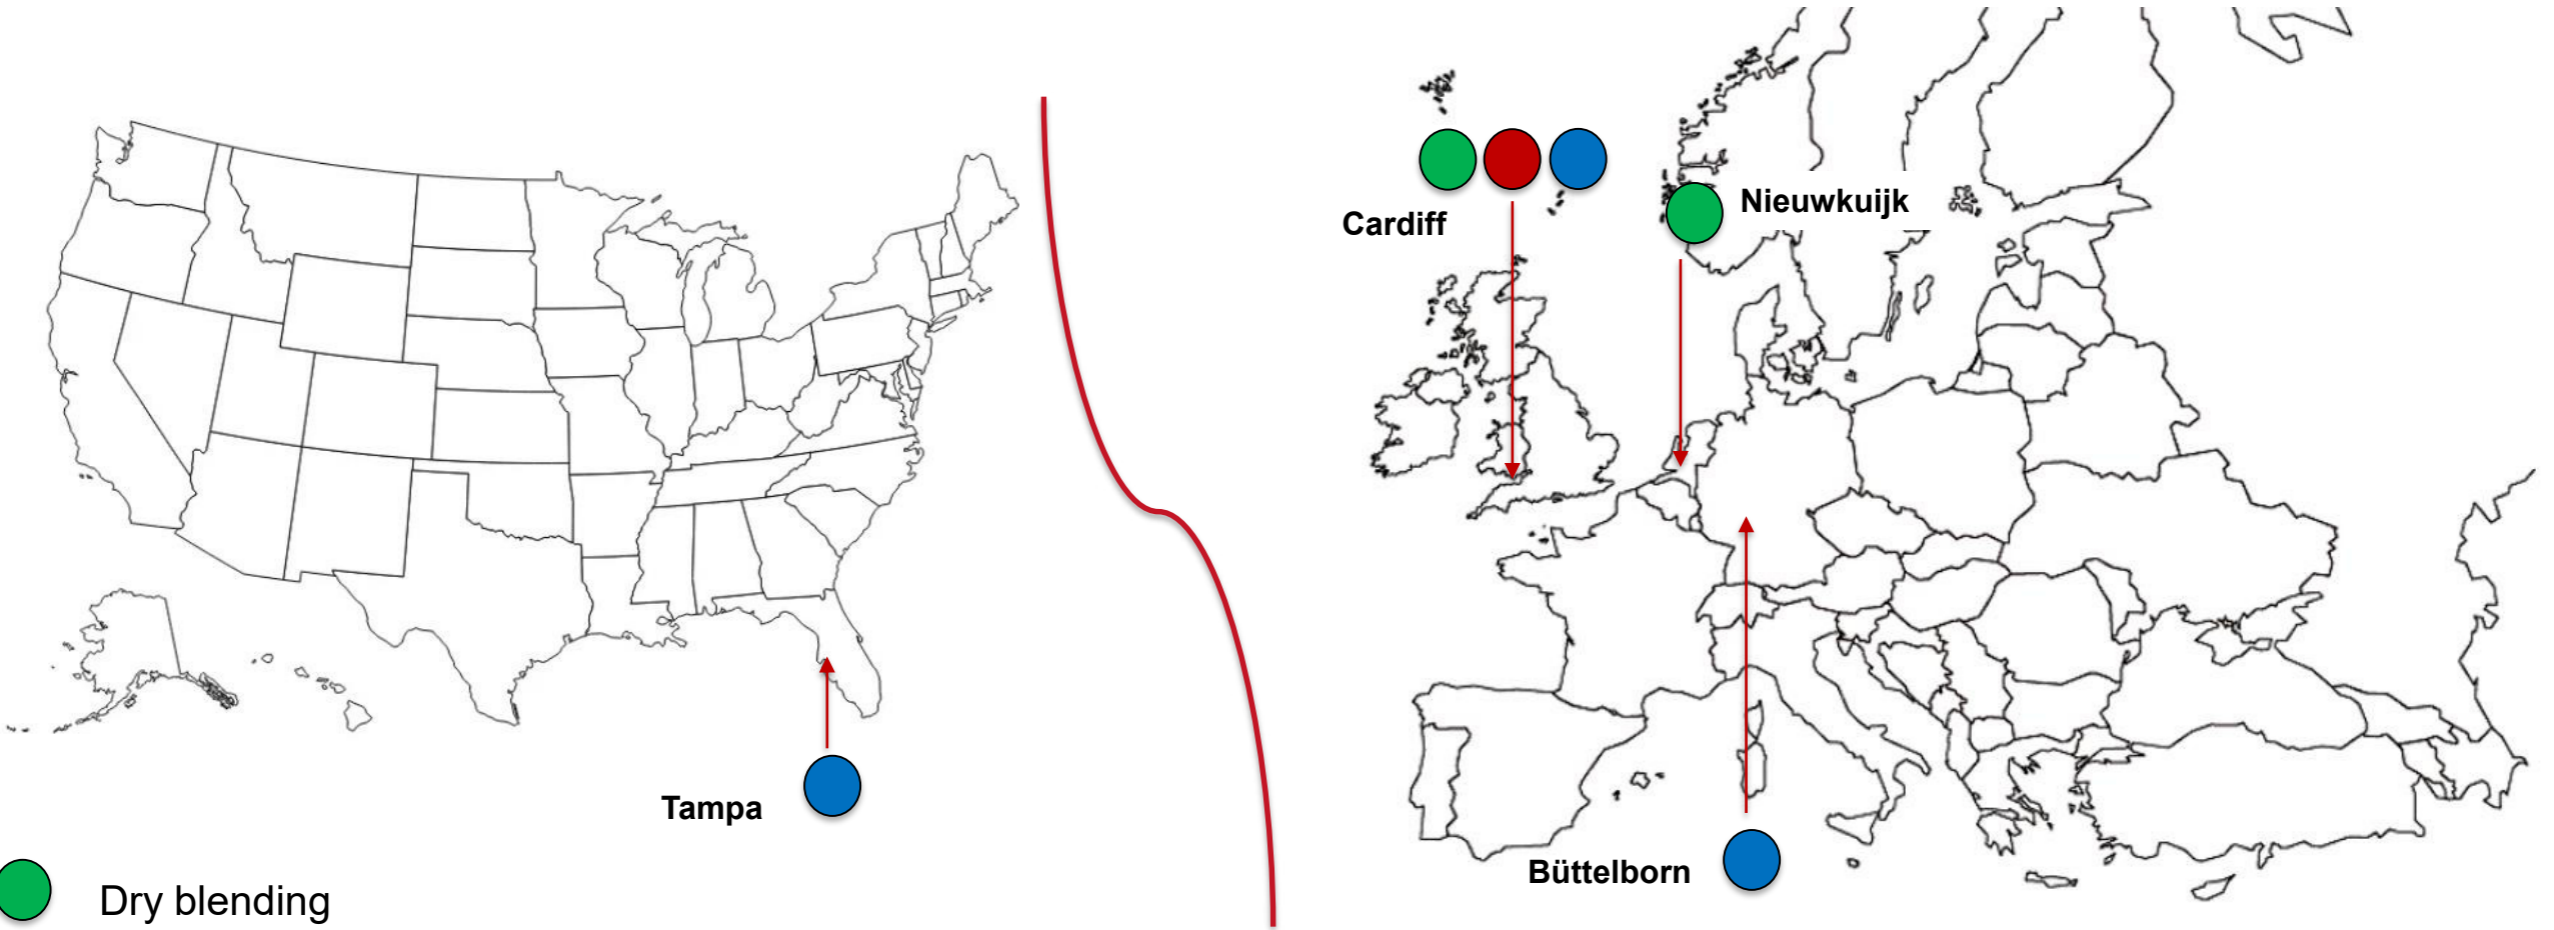 Cardiff
Nieuwkuijk
Tampa
Büttelborn
Dry blending